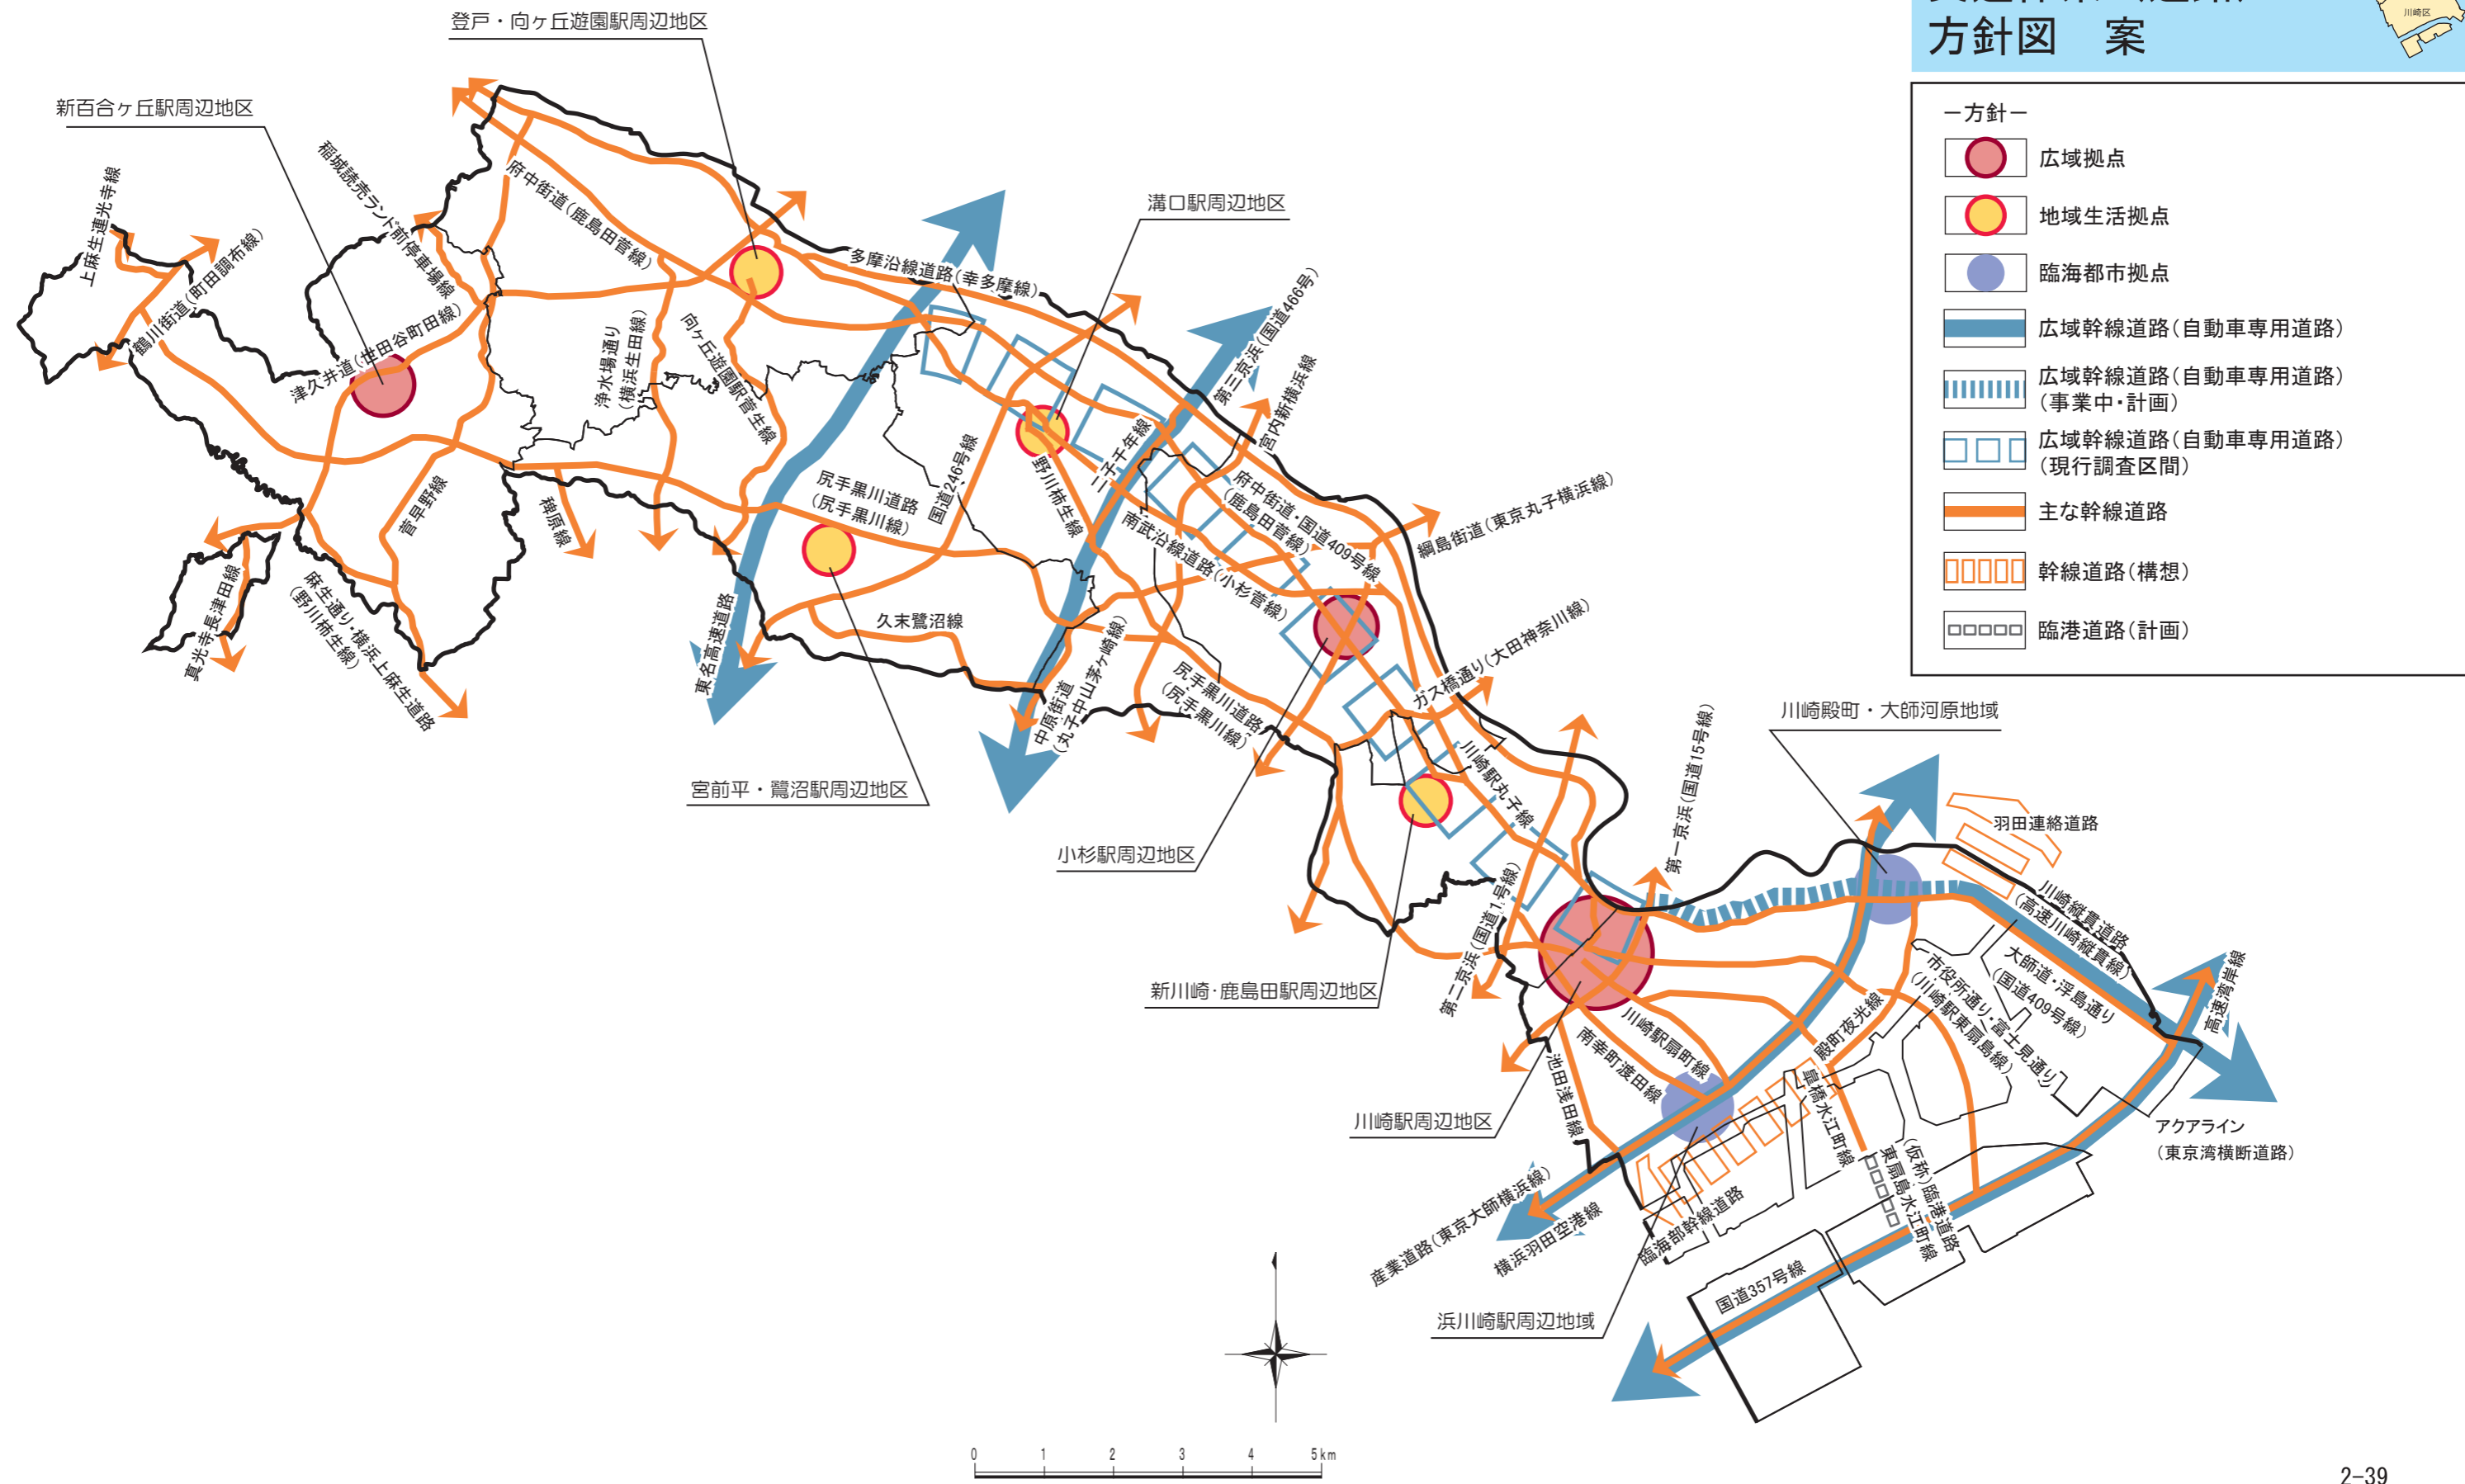 方針図　案
川崎区
－方針－
広域拠点
地域生活拠点
臨海都市拠点
広域幹線道路(自動車専用道路)
広域幹線道路(自動車専用道路)
(事業中・計画)
広域幹線道路(自動車専用道路)
(現行調査区間)
主な幹線道路
幹線道路(構想)
臨港道路(計画)
登戸・向ヶ丘遊園駅周辺地区
新百合ヶ丘駅周辺地区
溝口駅周辺地区
上麻生連光寺線
鶴川街道(町田調布線)
稲城読売ランド前停車場線
府中街道(鹿島田菅線)
津久井道(世田谷町田線)
多摩沿線道路(幸多摩線)
浄水場通り
(横浜生田線)
向ヶ丘遊園駅菅生線
第三京浜(国道466号)
宮内新横浜線
国道246号線
尻手黒川道路
(尻手黒川線)
野川柿生線
二子千年線
南武沿線道路(小杉菅線)
府中街道・国道409号線
(鹿島田菅線)
綱島街道(東京丸子横浜線)
菅早野線
稗原線
真光寺長津田線
麻生通り・横浜上麻生道路
(野川柿生線)
東名高速道路
久末鷺沼線
中原街道
(丸子中山茅ヶ崎線)
尻手黒川道路
(尻手黒川線)
ガス橋通り(大田神奈川線)
宮前平・鷺沼駅周辺地区
小杉駅周辺地区
川崎駅丸子線
第一京浜(国道15号線)
川崎殿町・大師河原地域
羽田連絡道路
新川崎・鹿島田駅周辺地区
第二京浜(国道1号線)
川崎縦貫道路
(高速川崎縦貫線)
大師道・浮島通り
(国道409号線)
市役所通り・富士見通り
(川崎駅東扇島線)
高速湾岸線
殿町夜光線
川崎駅扇町線
南幸町渡田線
池田浅田線
川崎駅周辺地区
皐橋水江町線
アクアライン
(東京湾横断道路)
(仮称)臨港道路
東扇島水江町線
産業道路(東京大師横浜線)
横浜羽田空港線
臨海部幹線道路
国道357号線
浜川崎駅周辺地域
0 1 2 3 4 5km
2-39